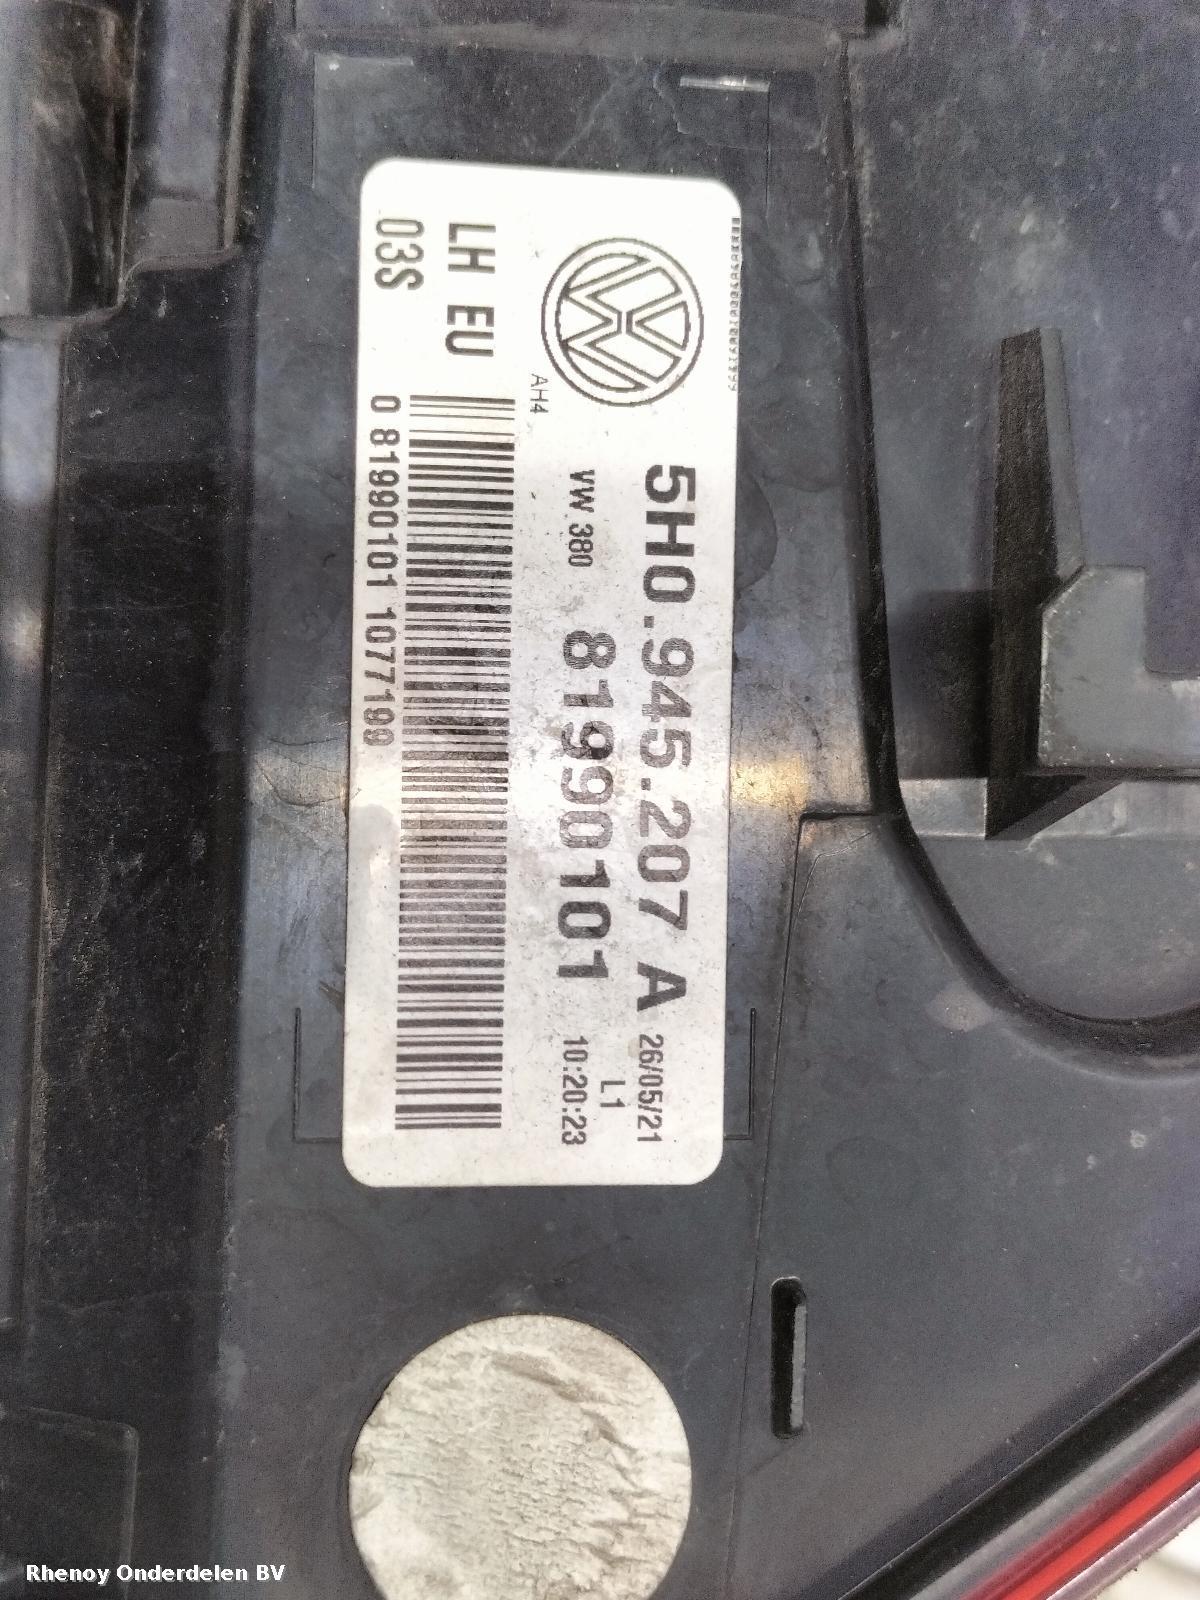 5H0.945.207 A
26/05/21
L1
VW 380
81990101
10:20:23
AH4
LH EU
03S
0 81990101 1077199
Rhenoy Onderdelen BV